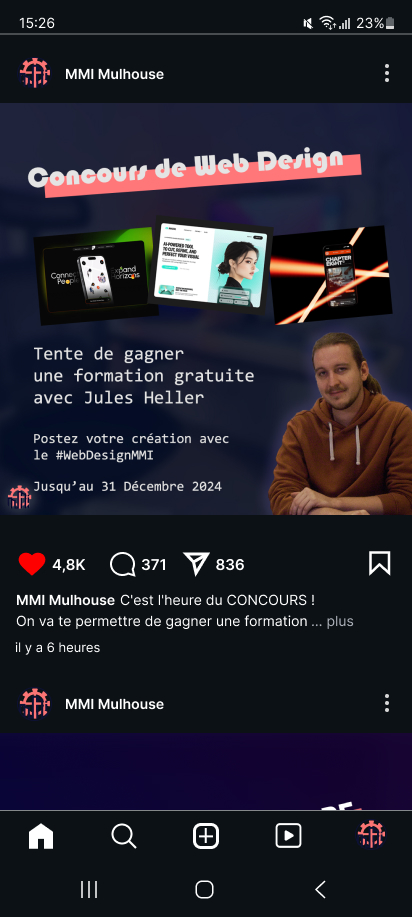 15:26
23%
MMI Mulhouse
Concours de Web Design
Connec
People
pand
Horizons
AI-POWERED TOOL
TO CUT, REFINE, AND
PERFECT YOUR VISUAL
CHAPTER
EIGHT
Tente de gagner
une formation gratuite
avec Jules Heller
Postez votre création avec
le #WebDesignMMI
Jusqu’au 31 Décembre 2024
4,8K
371
836
MMI Mulhouse C'est l'heure du CONCOURS !
On va te permettre de gagner une formation ... plus
il y a 6 heures
MMI Mulhouse